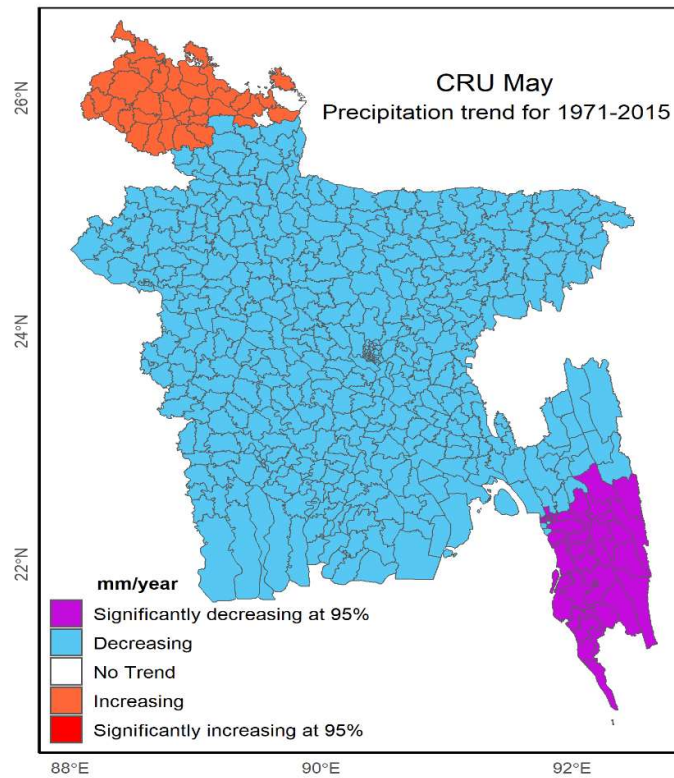 CRU May
Precipitation trend for 1971-2015
26°N
24°N
22°N
mm/year
Significantly decreasing at 95%
Decreasing
No Trend
Increasing
Significantly increasing at 95%
88°E
90°E
92°E